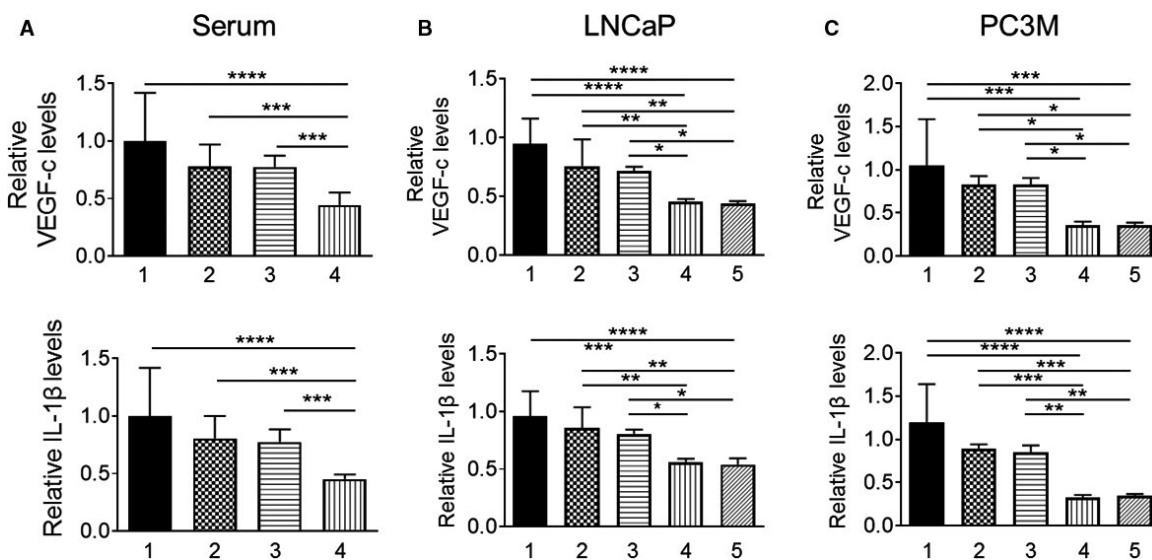 A
Serum
B
LNCaP
C
PC3M
Relative
VEGF-c levels
1.5
1.0
0.5
0.0
****
***
***
1 2 3 4
Relative
VEGF-c levels
1.5
1.0
0.5
0.0
****
****
**
**
*
*
1 2 3 4 5
Relative
VEGF-c levels
2.0
1.5
1.0
0.5
0.0
***
***
*
*
*
*
1 2 3 4 5
Relative IL-1β levels
1.5
1.0
0.5
0.0
****
***
***
1 2 3 4
Relative IL-1β levels
1.5
1.0
0.5
0.0
****
***
**
**
*
*
1 2 3 4 5
Relative IL-1β levels
2.0
1.5
1.0
0.5
0.0
****
****
***
***
**
**
1 2 3 4 5